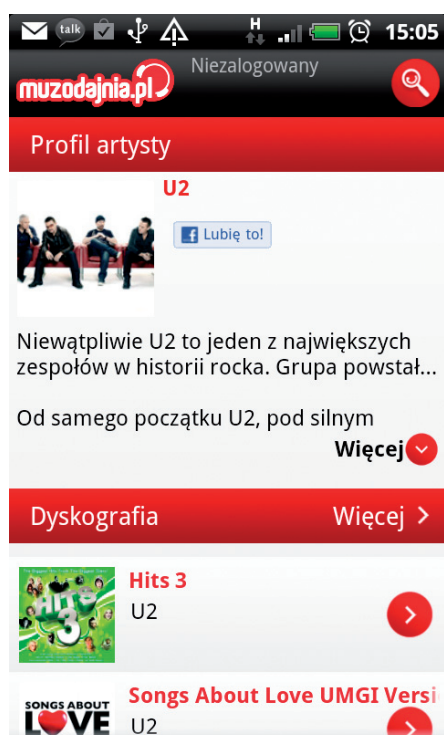 talk
H
15:05
muzodajnia.pl
Niezalogowany
Profil artysty
U2
Lubię to!
Niewątpliwie U2 to jeden z największych
zespołów w historii rocka. Grupa powstał...
Od samego początku U2, pod silnym
Więcej
Dyskografia
Więcej >
HITS
3
Hits 3
U2
SONGS ABOUT
LOVE
Songs About Love UMGI Versi
U2